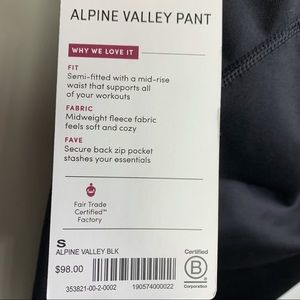 ALPINE VALLEY PANT
WHY WE LOVE IT
FIT
Semi-fitted with a mid-rise
waist that supports all
of your workouts
FABRIC
Midweight fleece fabric
feels soft and cozy
FAVE
Secure back zip pocket
stashes your essentials
Fair Trade
Certified™
Factory
S
ALPINE VALLEY BLK
$98.00
353821-00-2-0002
190574000022
Certified
B
Corporation